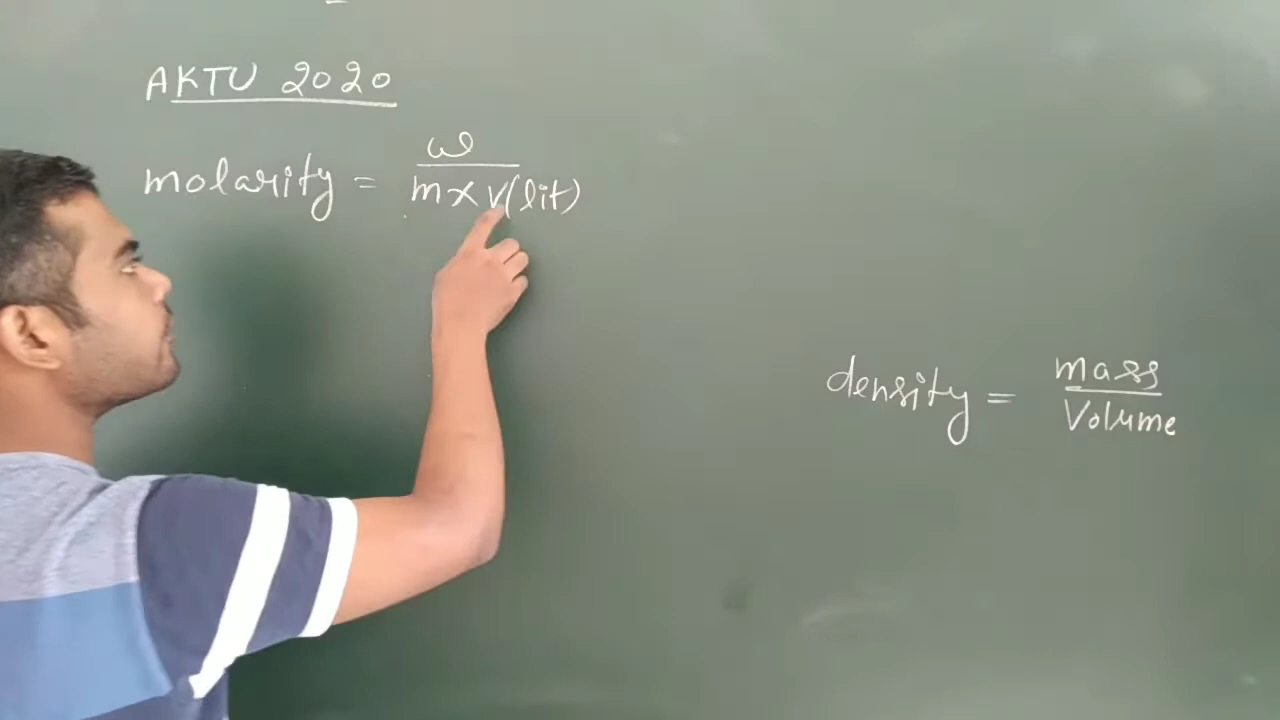 AKTU 2020
molarity = w / m × V(lit)
density = mass / Volume